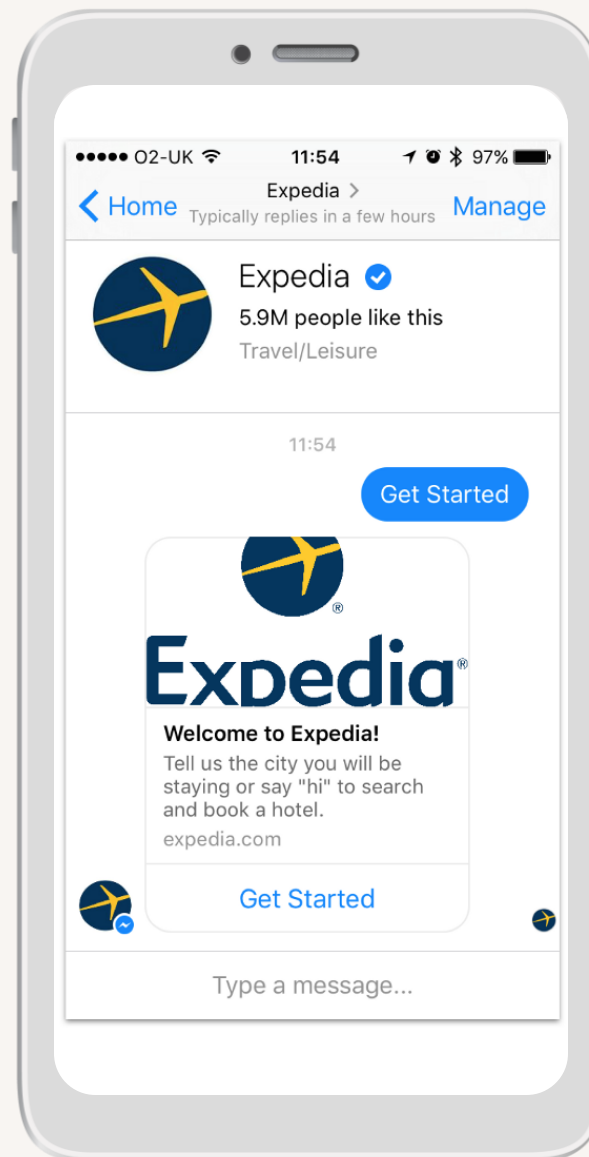 O2-UK 11:54 97%
Home Expedia > Manage
Typically replies in a few hours
Expedia
5.9M people like this
Travel/Leisure
11:54
Get Started
®
Expedia®
Welcome to Expedia!
Tell us the city you will be
staying or say "hi" to search
and book a hotel.
expedia.com
Get Started
Type a message...